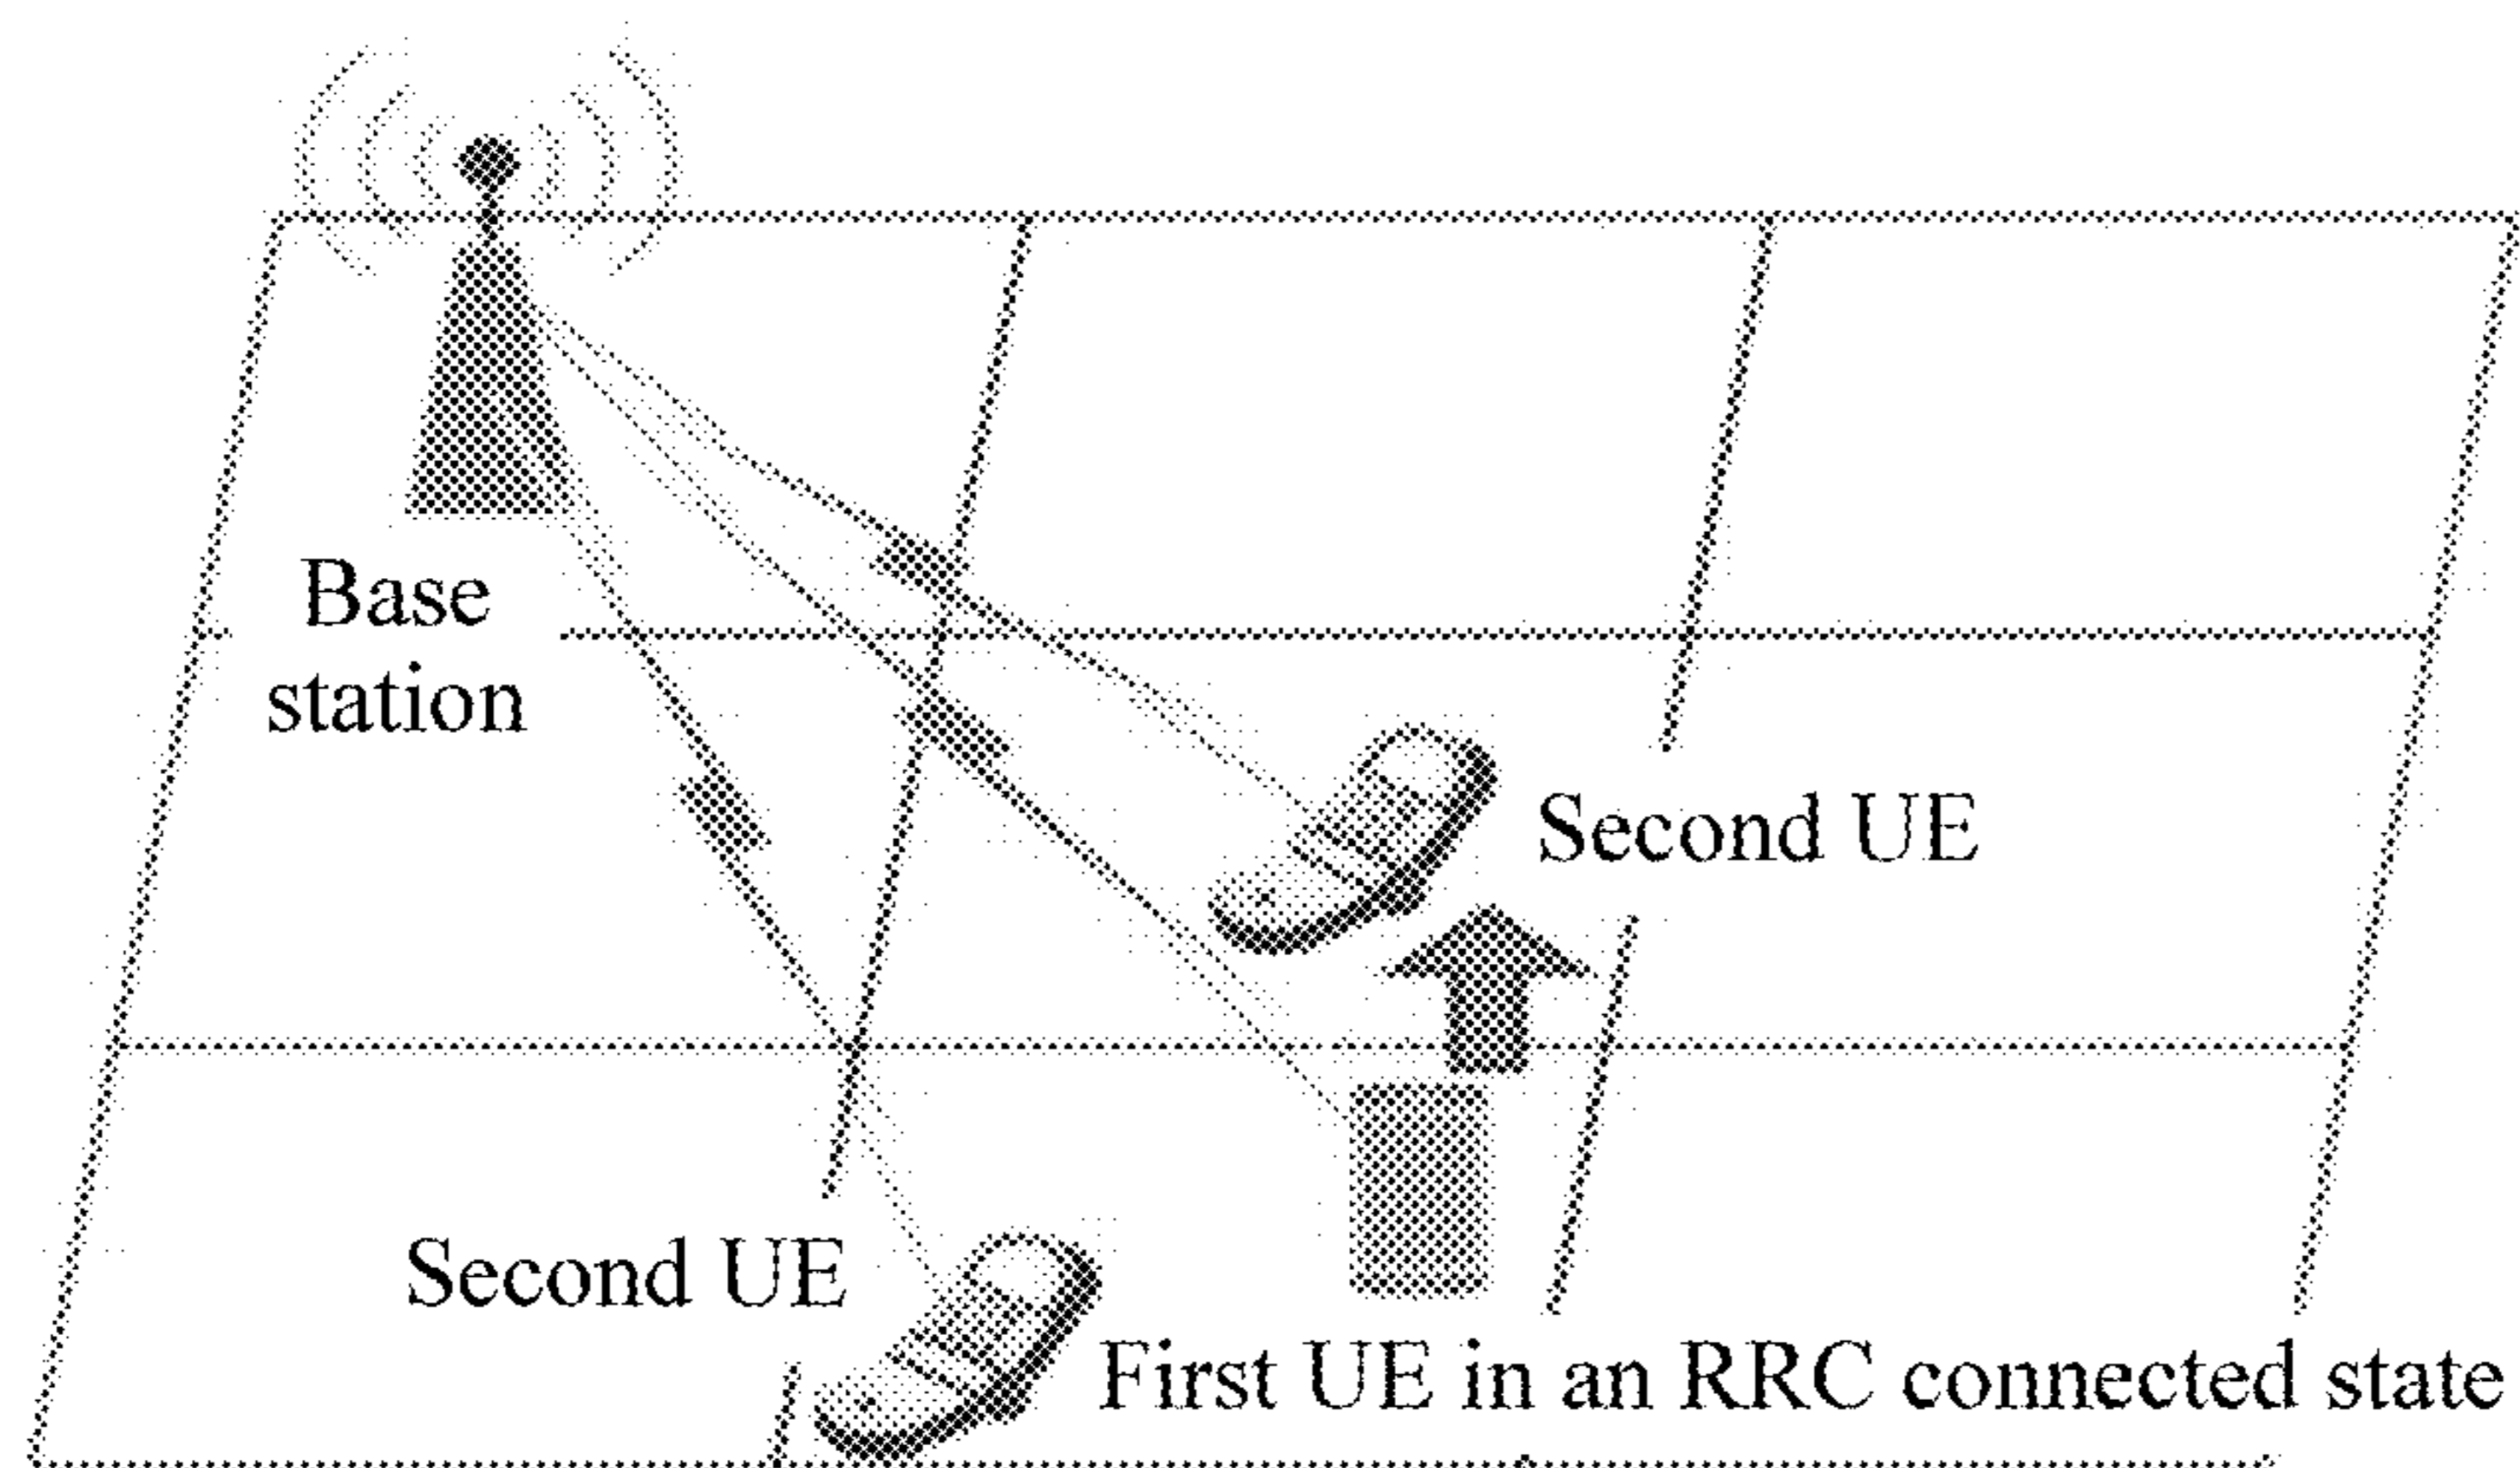 Base
station
Second UE
Second UE
First UE in an RRC connected state